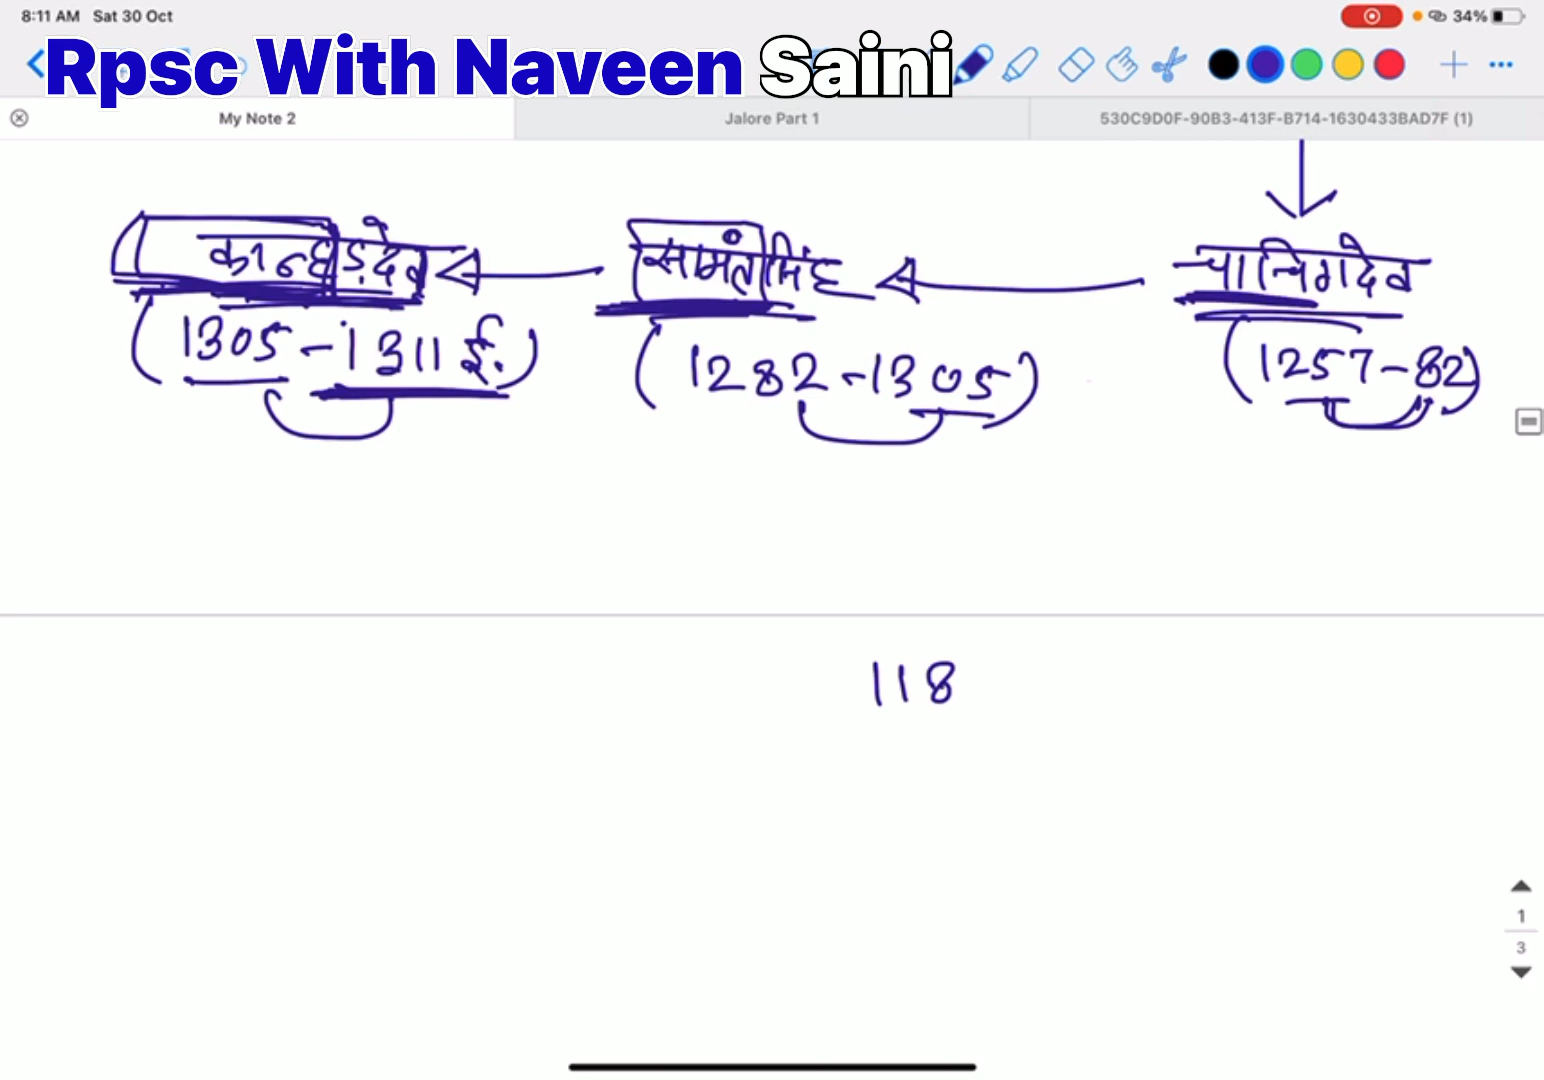 8:11 AM Sat 30 Oct
34%
Rpsc With Naveen Saini
My Note 2
Jalore Part 1
530C9D0F-90B3-413F-B714-1630433BAD7F (1)
कान्हड़देव
सामंतसिंह
चाचिगदेव
(1305-1311 ई.)
(1282-1305)
(1257-82)
118
1
3